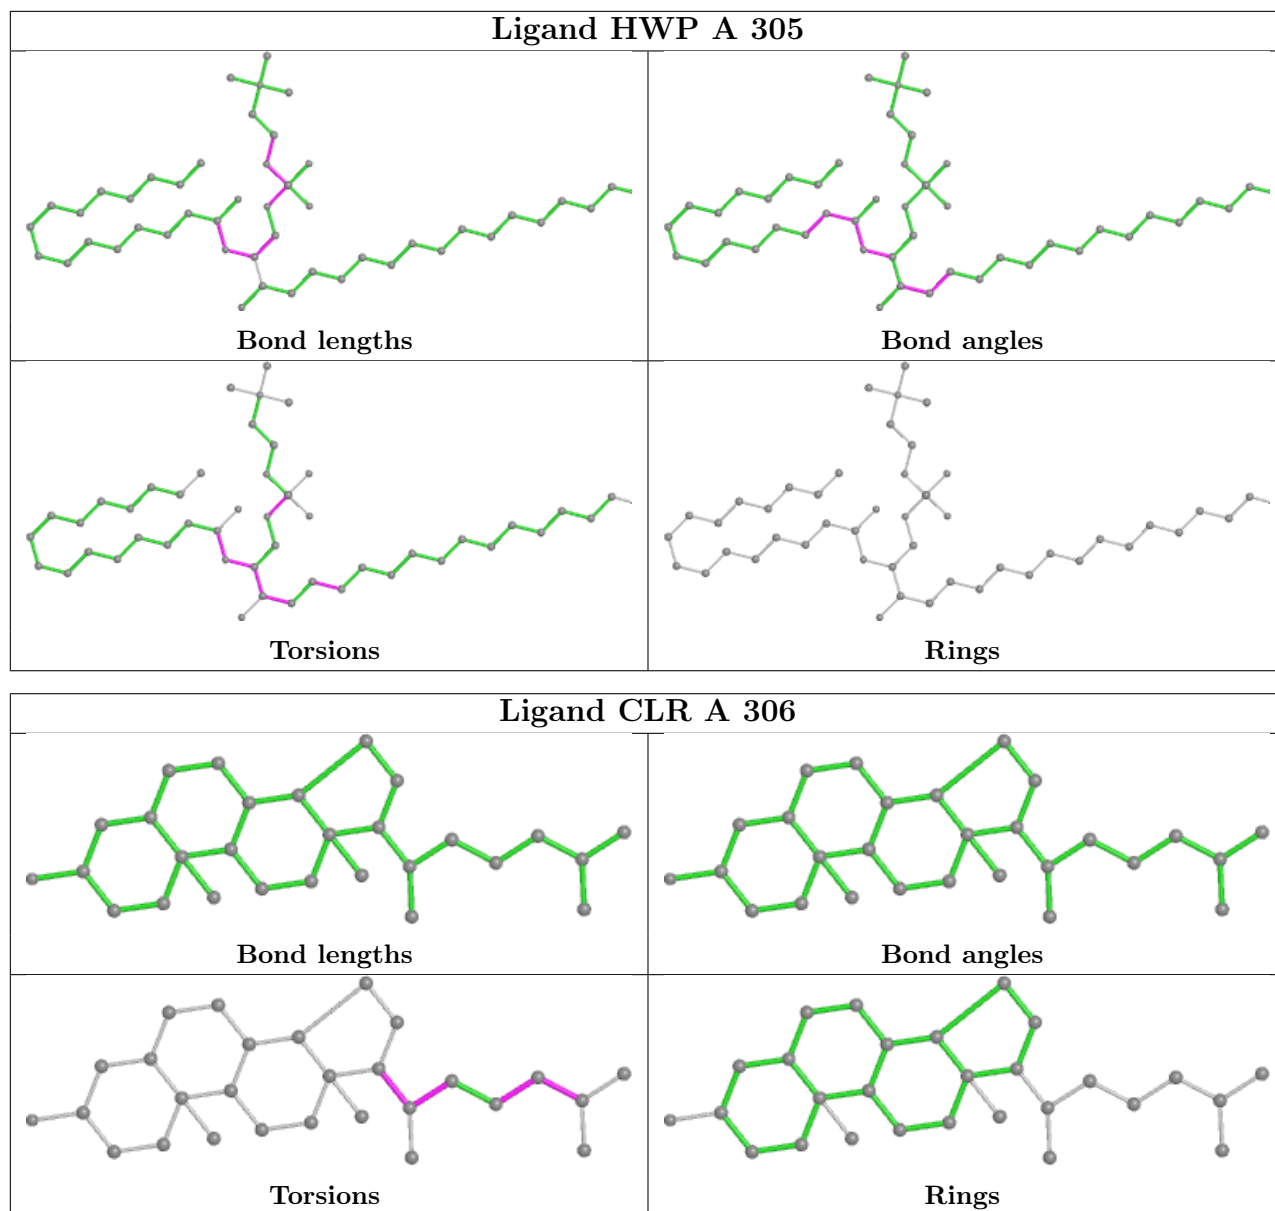 Ligand HWP A 305
Bond lengths
Bond angles
Torsions
Rings
Ligand CLR A 306
Bond lengths
Bond angles
Torsions
Rings